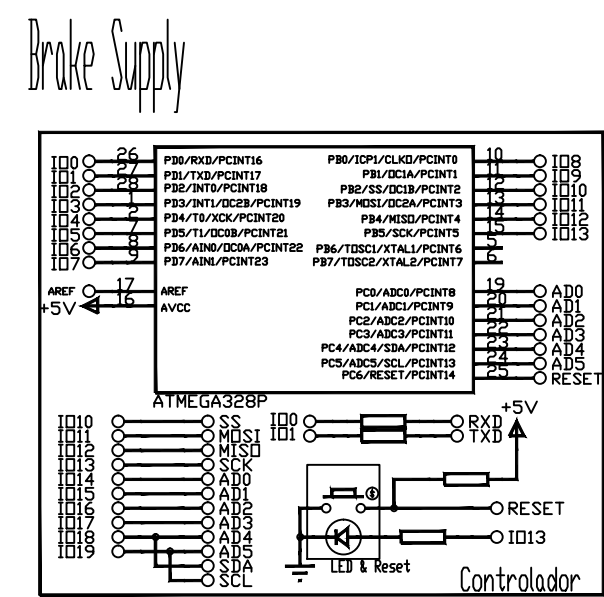 Brake Supply
IO0 26 PD0/RXD/PCINT16 PB0/ICP1/CLKO/PCINT0 10 IO8
IO1 27 PD1/TXD/PCINT17 PB1/OC1A/PCINT1 11 IO9
IO2 28 PD2/INT0/PCINT18 PB2/SS/OC1B/PCINT2 12 IO10
IO3 1 PD3/INT1/OC2B/PCINT19 PB3/MOSI/OC2A/PCINT3 13 IO11
IO4 2 PD4/T0/XCK/PCINT20 PB4/MISO/PCINT4 14 IO12
IO5 7 PD5/T1/OC0B/PCINT21 PB5/SCK/PCINT5 15 IO13
IO6 8 PD6/AIN0/OC0A/PCINT22 PB6/TOSC1/XTAL1/PCINT6 5
IO7 9 PD7/AIN1/PCINT23 PB7/TOSC2/XTAL2/PCINT7 6
AREF 17 AREF PC0/ADC0/PCINT8 19 AD0
+5V 16 AVCC PC1/ADC1/PCINT9 20 AD1
PC2/ADC2/PCINT10 21 AD2
PC3/ADC3/PCINT11 22 AD3
PC4/ADC4/SDA/PCINT12 23 AD4
PC5/ADC5/SCL/PCINT13 24 AD5
PC6/RESET/PCINT14 25 RESET
ATMEGA328P
IO10 SS IO0 RXD +5V
IO11 MOSI IO1 TXD
IO12 MISO
IO13 SCK
IO14 AD0
IO15 AD1
IO16 AD2 RESET
IO17 AD3
IO18 AD4 IO13
IO19 AD5
SDA LED & Reset
SCL Controlador